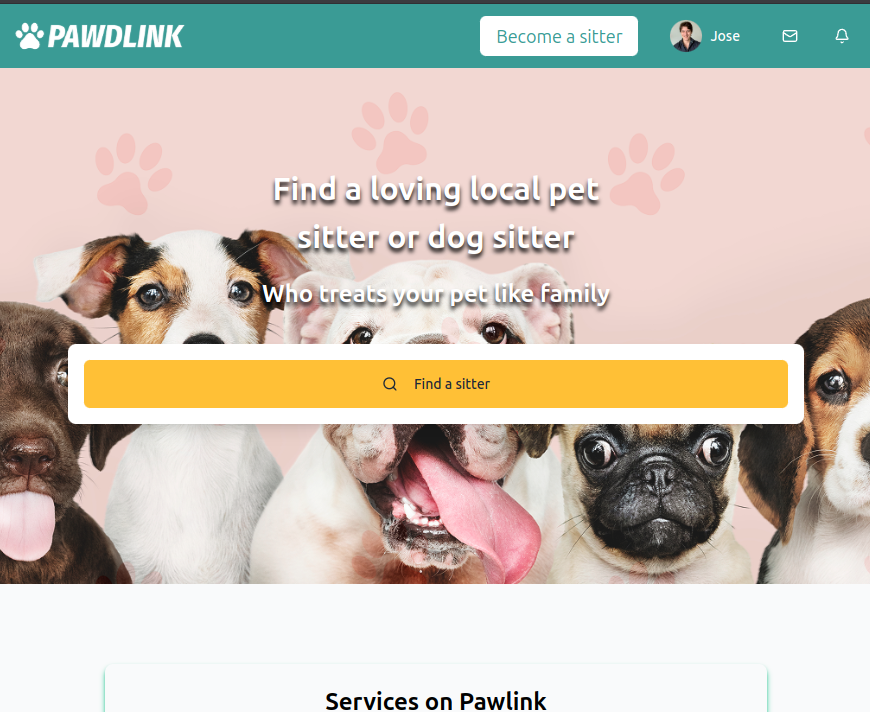 PAWDLINK
Become a sitter
Jose
Find a loving local pet
sitter or dog sitter
Who treats your pet like family
Find a sitter
Services on Pawlink